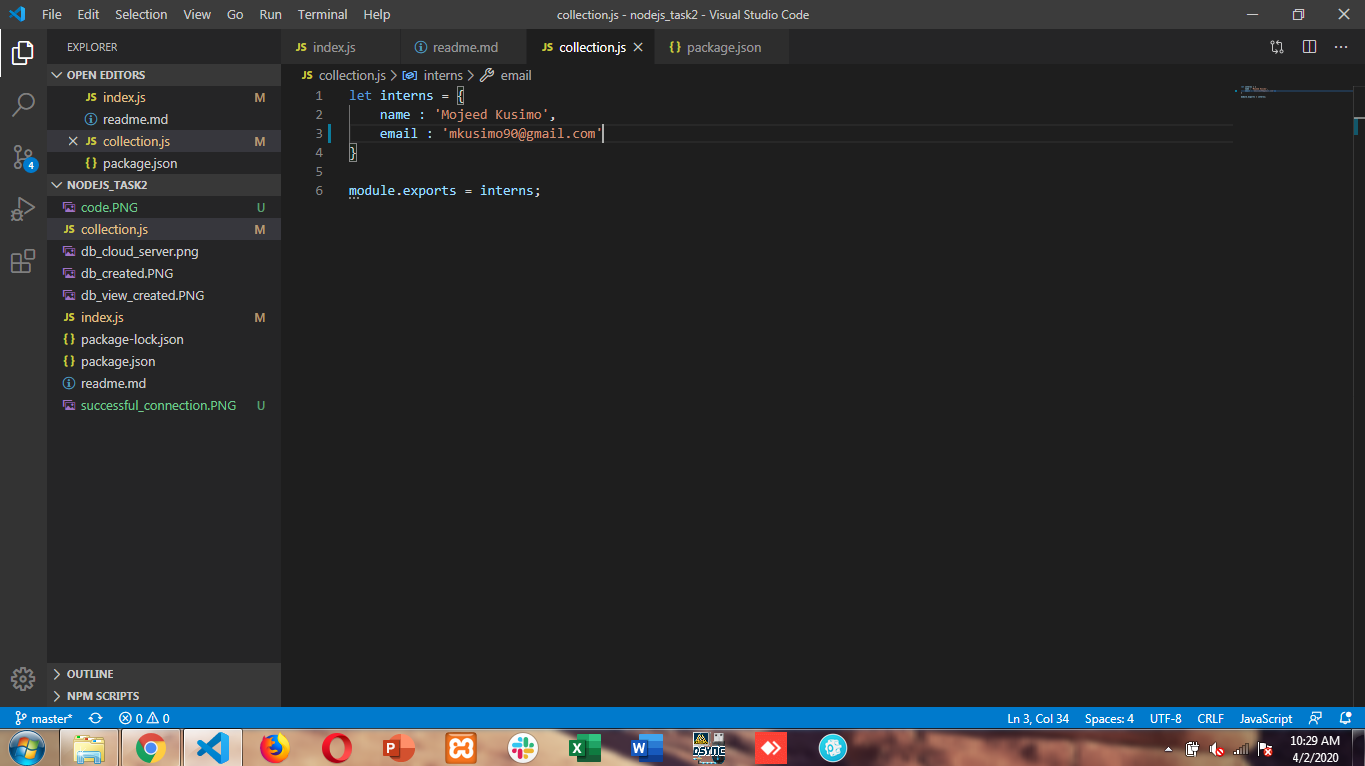 File Edit Selection View Go Run Terminal Help collection.js - nodejs_task2 - Visual Studio Code
EXPLORER
JS index.js
readme.md
JS collection.js
{} package.json
OPEN EDITORS
JS index.js M
readme.md
JS collection.js M
{} package.json
4
NODEJS_TASK2
code.PNG U
JS collection.js M
db_cloud_server.png
db_created.PNG
db_view_created.PNG
JS index.js M
{} package-lock.json
{} package.json
readme.md
successful_connection.PNG U
OUTLINE
NPM SCRIPTS
JS collection.js > interns > email
1 let interns = {
2 name : 'Mojeed Kusimo',
3 email : 'mkusimo90@gmail.com'
4 }
5
6 module.exports = interns;
master* 0 0 Ln 3, Col 34 Spaces: 4 UTF-8 CRLF JavaScript
P X W QSYNC
10:29 AM
4/2/2020